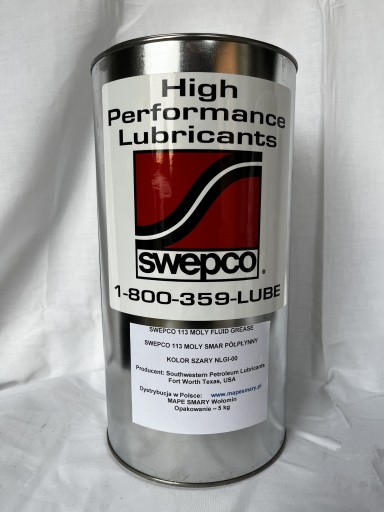 High
Performance
Lubricants
swepco®
1-800-359-LUBE
SWEPCO 113 MOLY FLUID GREASE
SWEPCO 113 MOLY SMAR PÓŁPŁYNNY
KOLOR SZARY NLGI-00
Producent: Southwestern Petroleum Lubricants
Fort Worth Texas, USA
Dystrybucja w Polsce: www.mapesmary.pl
MAPE SMARY Wołomin
Opakowanie – 5 kg